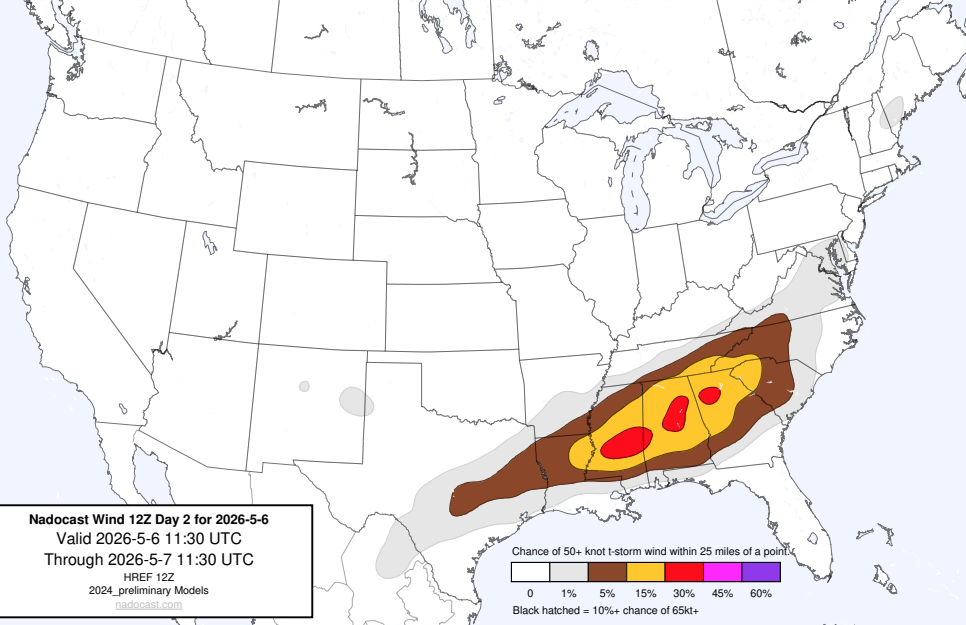 Nadocast Wind 12Z Day 2 for 2026-5-6
Valid 2026-5-6 11:30 UTC
Through 2026-5-7 11:30 UTC
HREF 12Z
2024_preliminary Models
nadocast.com
Chance of 50+ knot t-storm wind within 25 miles of a point.
0 1% 5% 15% 30% 45% 60%
Black hatched = 10%+ chance of 65kt+